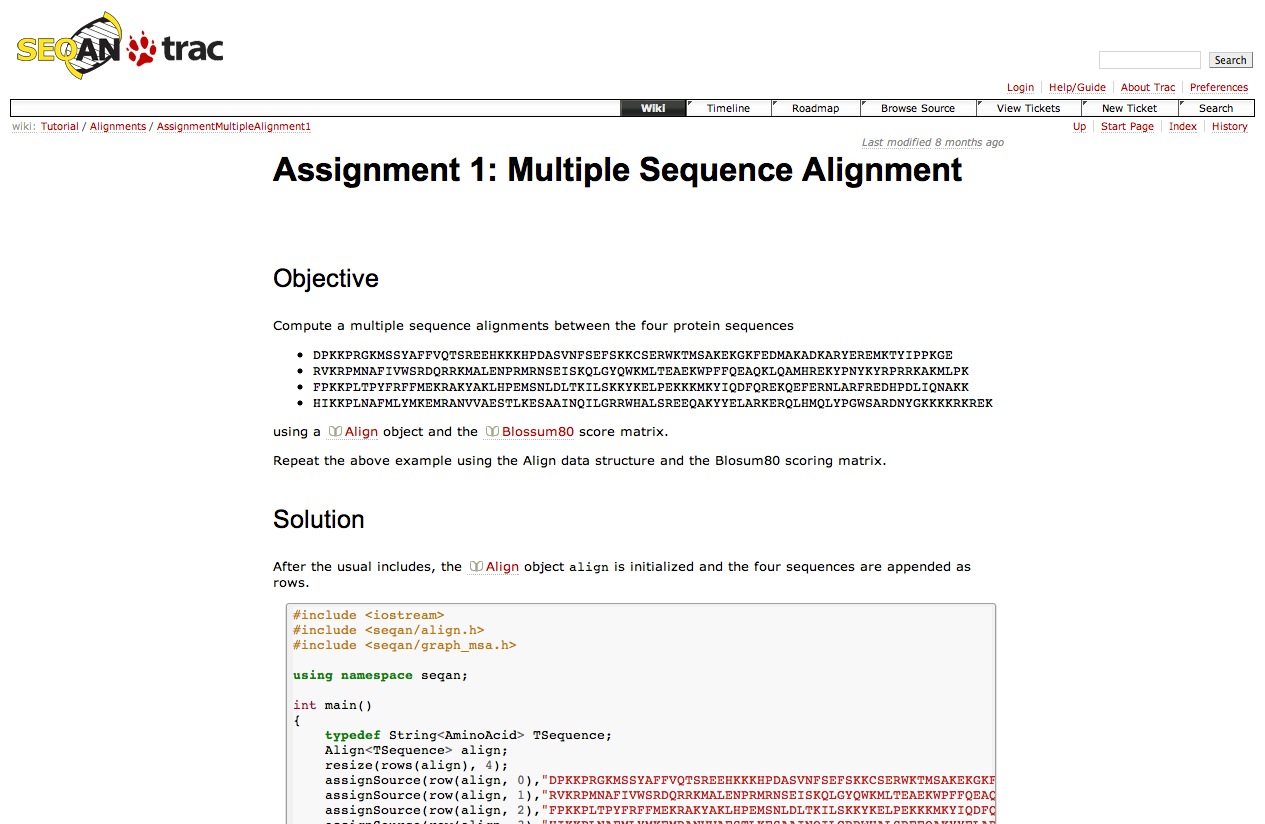 SEQAN trac
Search
Login Help/Guide About Trac Preferences
Wiki Timeline Roadmap Browse Source View Tickets New Ticket Search
wiki: Tutorial / Alignments / AssignmentMultipleAlignment1
Up Start Page Index History
Last modified 8 months ago
Assignment 1: Multiple Sequence Alignment
Objective
Compute a multiple sequence alignments between the four protein sequences
• DPKKPRGKMSSYAFFVQTSREEHKKKHPDASVNFSEFSKKCSERWKTMSAKEKGKFEDMAKADKARYEREMKTYIPPKGE
• RVKRPMNAFIVWSRDQRRKMALENPRMRNSEISKQLGYQWKMLTEAEKWPFFQEAQKLQAMHREKYPNYKYRPRRKAKMLPK
• FPKKPLTPYFRFFMEKRAKYAKLHPEMSNLDLTKILSKKYKELPEKKKMKYIQDFQREKQEFERNLARFREDHPDLIQNAKK
• HIKKPLNAFMLYMKEMRANVVAESTLKESAAINQILGRRWHALSREEQAKYYELARKERQLHMQLYPGWSARDNYGKKKKRKREK
using a Align object and the Blossum80 score matrix.
Repeat the above example using the Align data structure and the Blosum80 scoring matrix.
Solution
After the usual includes, the Align object align is initialized and the four sequences are appended as
rows.
#include <iostream>
#include <seqan/align.h>
#include <seqan/graph_msa.h>
using namespace seqan;
int main()
{
typedef String<AminoAcid> TSequence;
Align<TSequence> align;
resize(rows(align), 4);
assignSource(row(align, 0),"DPKKPRGKMSSYAFFVQTSREEHKKKHPDASVNFSEFSKKCSERWKTMSAKEKGKF
assignSource(row(align, 1),"RVKRPMNAFIVWSRDQRRKMALENPRMRNSEISKQLGYQWKMLTEAEKWPFFQEAQ
assignSource(row(align, 2),"FPKKPLTPYFRFFMEKRAKYAKLHPEMSNLDLTKILSKKYKELPEKKKMKYIQDFQ